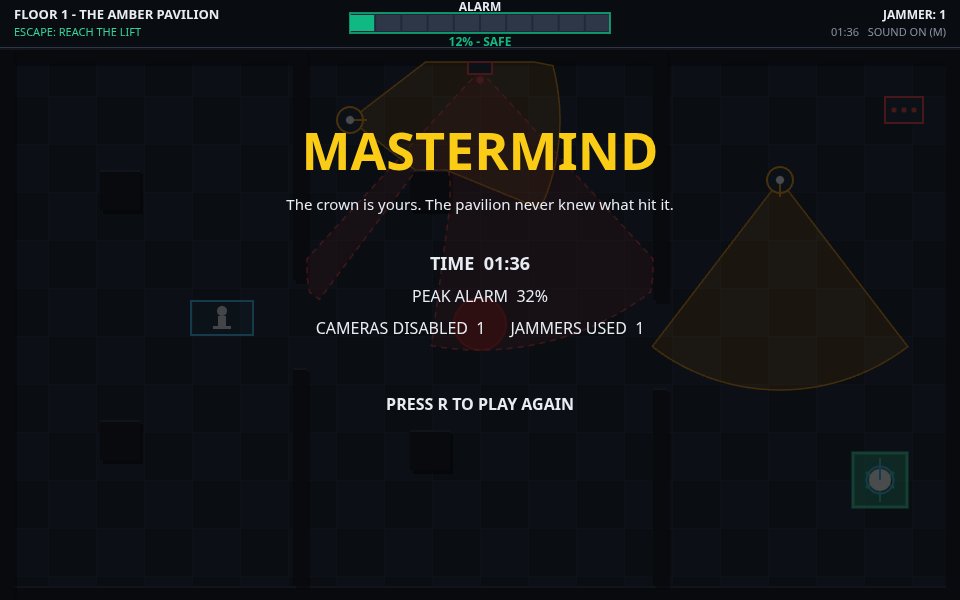 FLOOR 1 - THE AMBER PAVILION
ESCAPE: REACH THE LIFT
ALARM
12% - SAFE
JAMMER: 1
01:36 SOUND ON (M)
MASTERMIND
The crown is yours. The pavilion never knew what hit it.
TIME 01:36
PEAK ALARM 32%
CAMERAS DISABLED 1 JAMMERS USED 1
PRESS R TO PLAY AGAIN